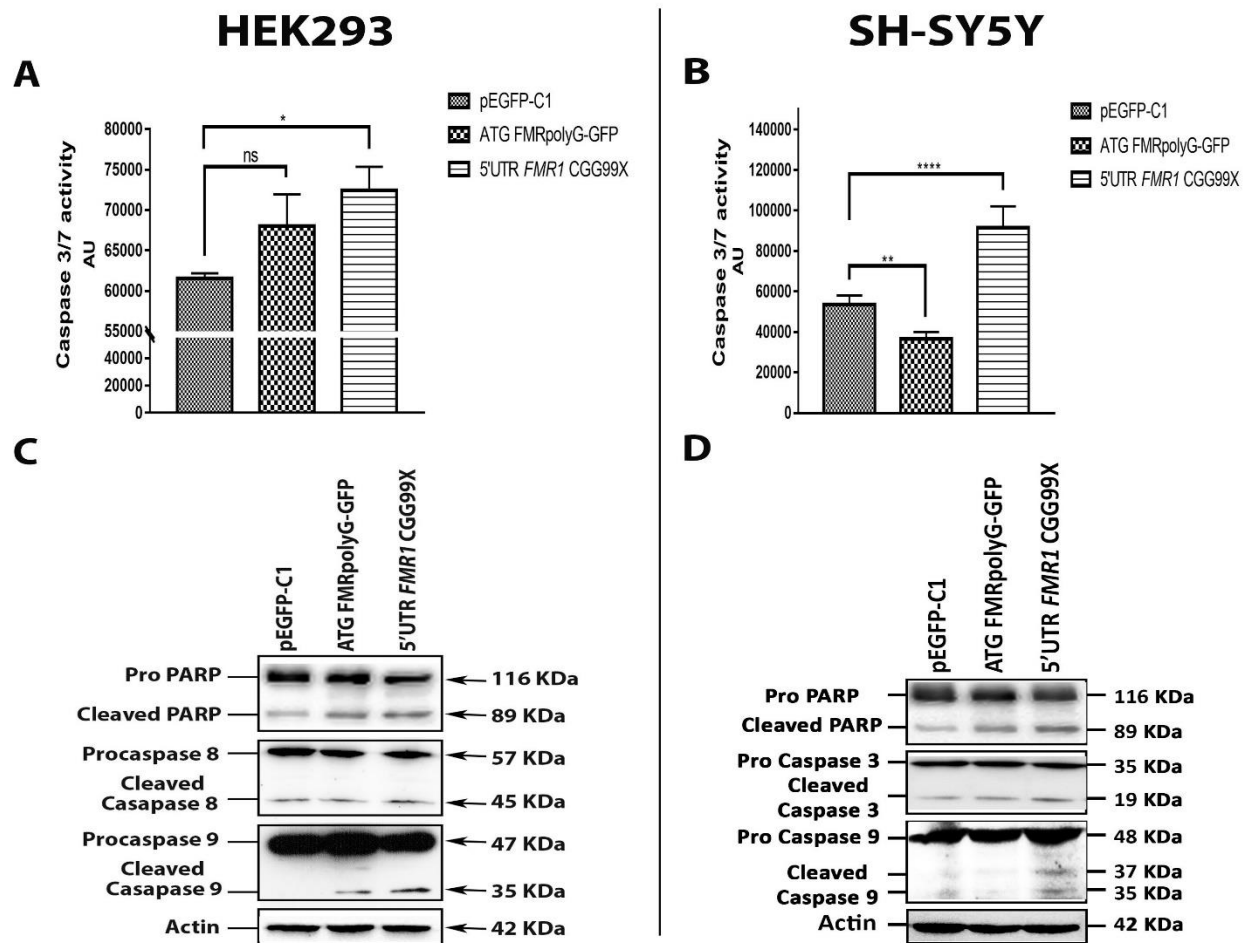 HEK293
SH-SY5Y
A
pEGFP-C1
ATG FMRpolyG-GFP
5'UTR FMR1 CGG99X
Caspase 3/7 activity
AU
80000
75000
70000
65000
60000
55000
40000
20000
0
ns
*
B
pEGFP-C1
ATG FMRpolyG-GFP
5'UTR FMR1 CGG99X
Caspase 3/7 activity
AU
140000
120000
100000
80000
60000
40000
20000
0
****
**
C
pEGFP-C1
ATG FMRpolyG-GFP
5'UTR FMR1 CGG99X
Pro PARP
116 KDa
Cleaved PARP
89 KDa
Procaspase 8
57 KDa
Cleaved
Casapase 8
45 KDa
Procaspase 9
47 KDa
Cleaved
Casapase 9
35 KDa
Actin
42 KDa
D
pEGFP-C1
ATG FMRpolyG-GFP
5'UTR FMR1 CGG99X
Pro PARP
116 KDa
Cleaved PARP
89 KDa
Pro Caspase 3
35 KDa
Cleaved
Caspase 3
19 KDa
Pro Caspase 9
48 KDa
Cleaved
Caspase 9
37 KDa
35 KDa
Actin
42 KDa